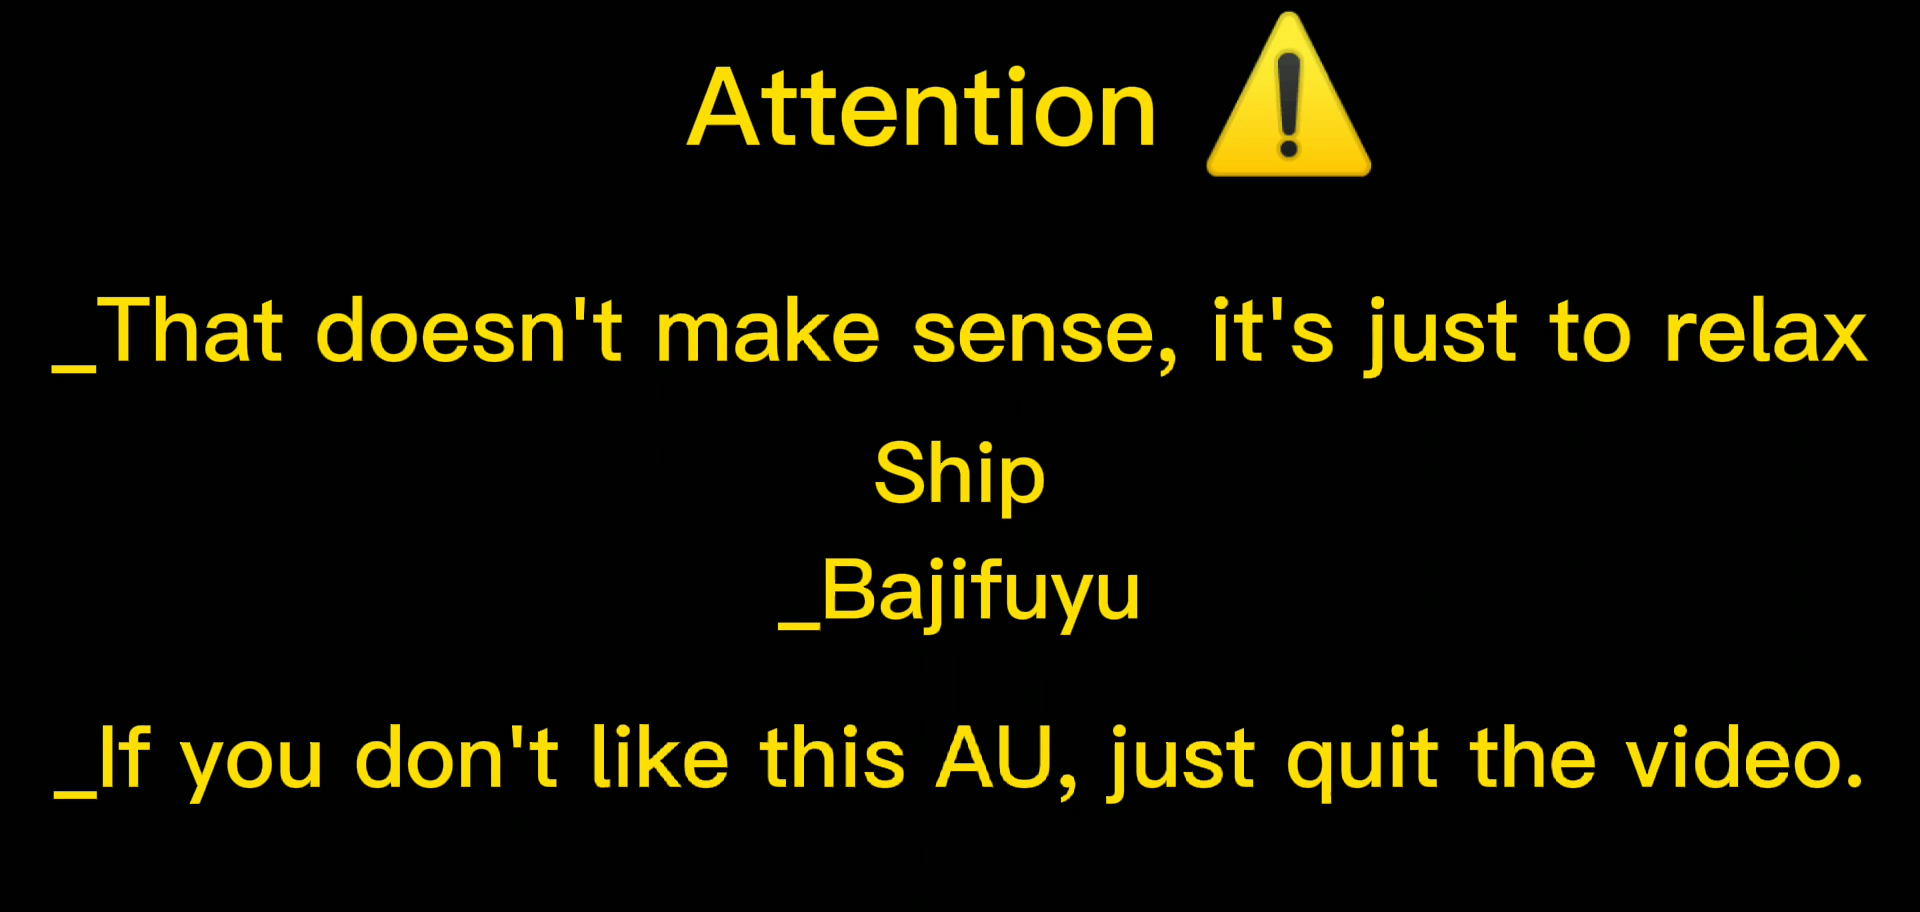 Attention ⚠️
_That doesn't make sense, it's just to relax
Ship
_Bajifuyu
_If you don't like this AU, just quit the video.